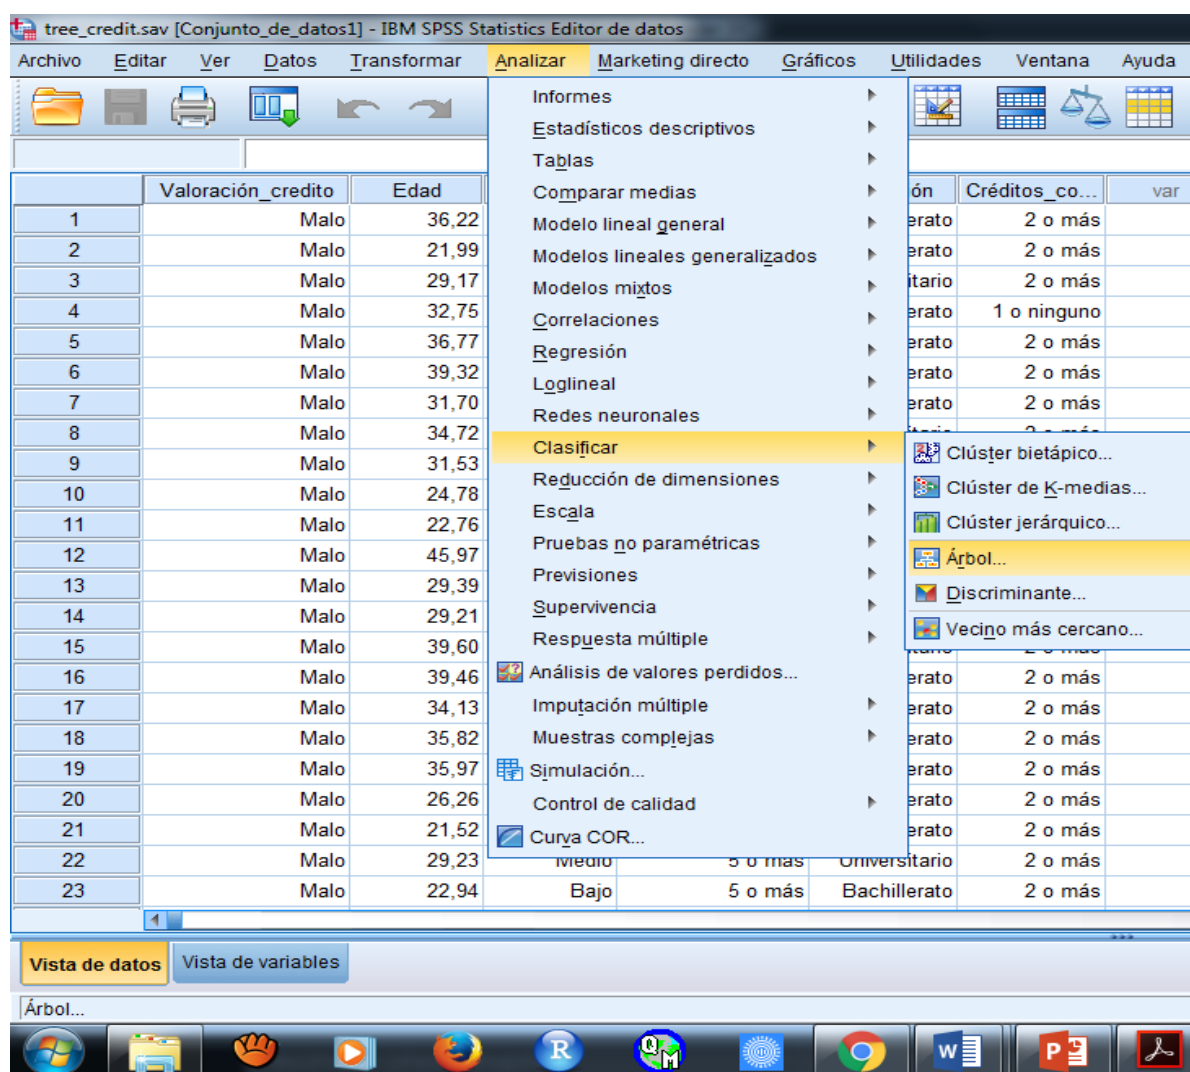 tree_credit.sav [Conjunto_de_datos1] - IBM SPSS Statistics Editor de datos
Archivo Editar Ver Datos Transformar Analizar Marketing directo Gráficos Utilidades Ventana Ayuda
Informes
Estadísticos descriptivos
Tablas
Comparar medias
Modelo lineal general
Modelos lineales generalizados
Modelos mixtos
Correlaciones
Regresión
Loglineal
Redes neuronales
Clasificar
Reducción de dimensiones
Escala
Pruebas no paramétricas
Previsiones
Supervivencia
Respuesta múltiple
Análisis de valores perdidos...
Imputación múltiple
Muestras complejas
Simulación...
Control de calidad
Curva COR...
Clúster bietápico...
Clúster de K-medias...
Clúster jerárquico...
Árbol...
Discriminante...
Vecino más cercano...
Valoración_credito Edad ón Créditos_co... var
1 Malo 36,22 erato 2 o más
2 Malo 21,99 erato 2 o más
3 Malo 29,17 itario 2 o más
4 Malo 32,75 erato 1 o ninguno
5 Malo 36,77 erato 2 o más
6 Malo 39,32 erato 2 o más
7 Malo 31,70 erato 2 o más
8 Malo 34,72 itario 2 o más
9 Malo 31,53
10 Malo 24,78
11 Malo 22,76
12 Malo 45,97
13 Malo 29,39
14 Malo 29,21
15 Malo 39,60 itario 2 o más
16 Malo 39,46 erato 2 o más
17 Malo 34,13 erato 2 o más
18 Malo 35,82 erato 2 o más
19 Malo 35,97 erato 2 o más
20 Malo 26,26 erato 2 o más
21 Malo 21,52 erato 2 o más
22 Malo 29,23 Medio 5 o más Universitario 2 o más
23 Malo 22,94 Bajo 5 o más Bachillerato 2 o más
Vista de datos Vista de variables
Árbol...
R QM W P